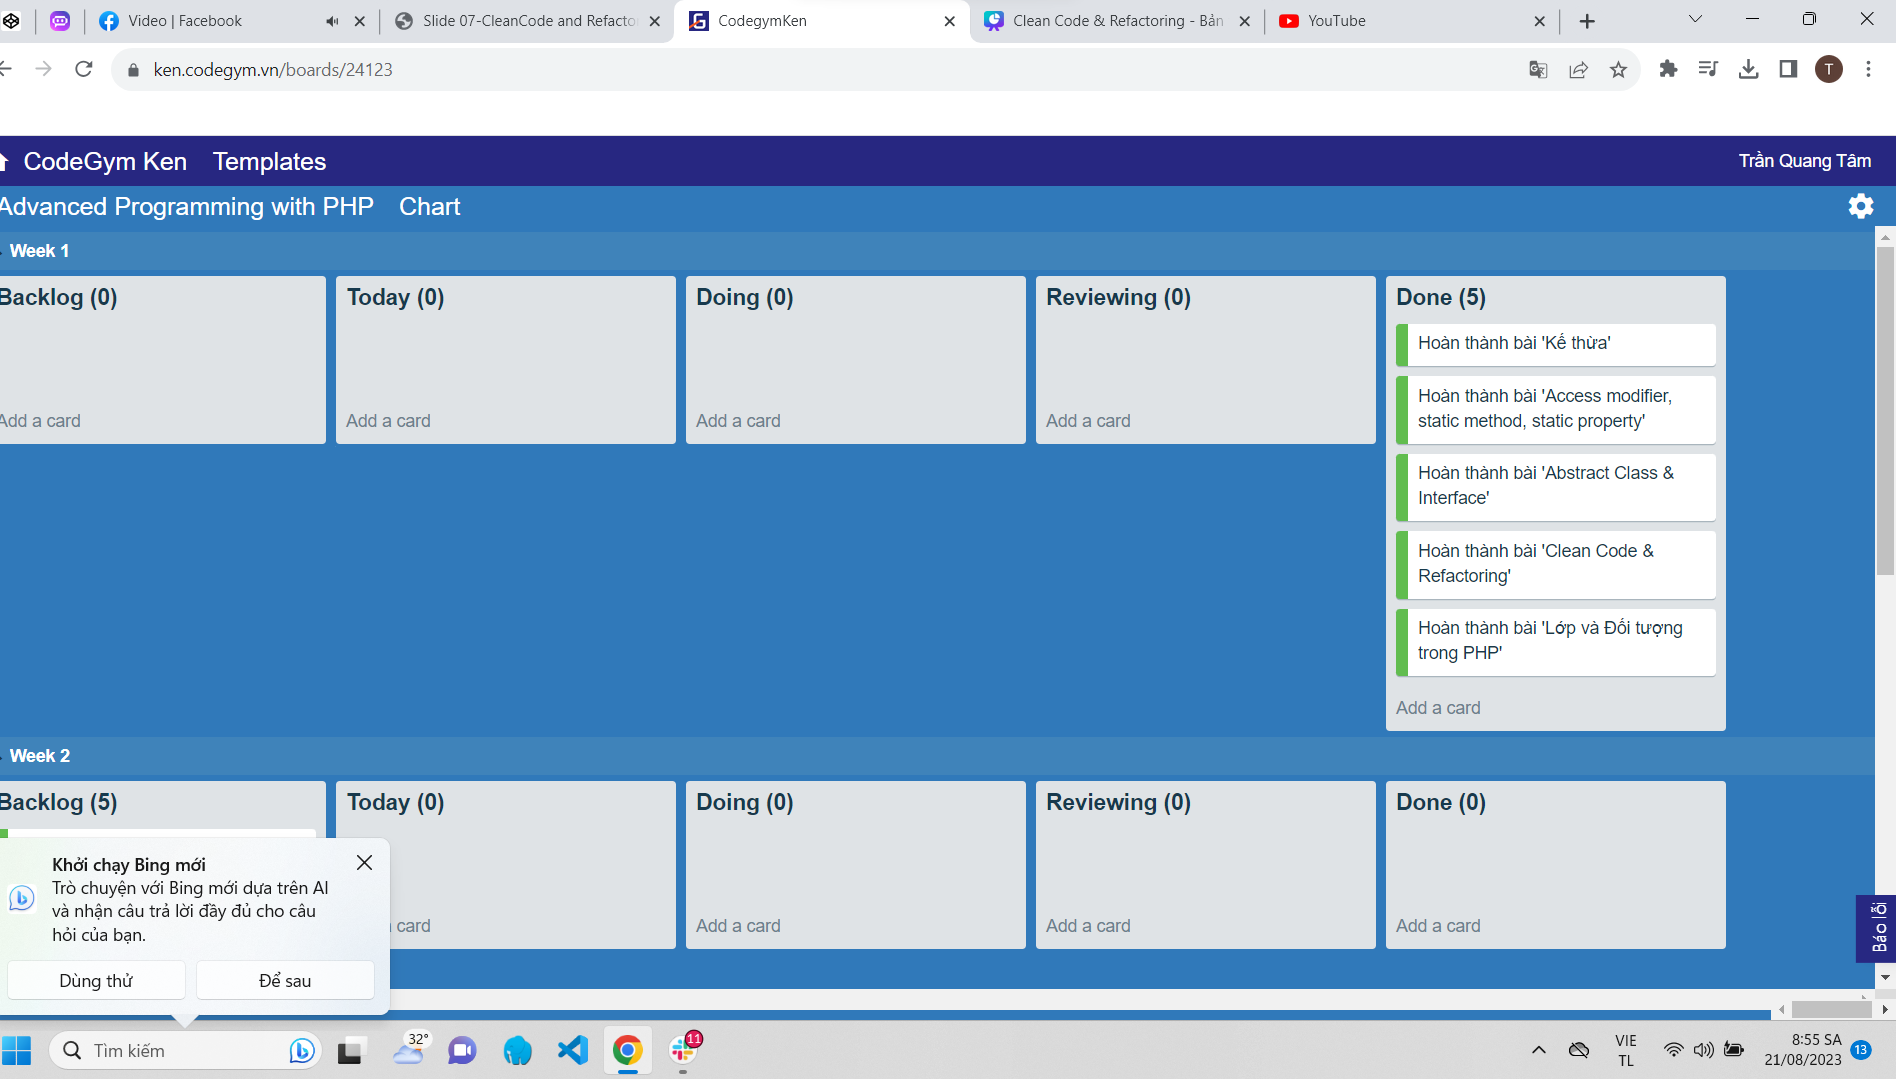 Video | Facebook
Slide 07-CleanCode and Refacto
CodegymKen
Clean Code & Refactoring - Bản
YouTube
ken.codegym.vn/boards/24123
T
CodeGym Ken
Templates
Trần Quang Tâm
Advanced Programming with PHP
Chart
Week 1
Backlog (0)
Today (0)
Doing (0)
Reviewing (0)
Done (5)
Hoàn thành bài 'Kế thừa'
Hoàn thành bài 'Access modifier,
static method, static property'
Hoàn thành bài 'Abstract Class &
Interface'
Hoàn thành bài 'Clean Code &
Refactoring'
Hoàn thành bài 'Lớp và Đối tượng
trong PHP'
Add a card
Add a card
Add a card
Add a card
Add a card
Week 2
Backlog (5)
Today (0)
Doing (0)
Reviewing (0)
Done (0)
card
Add a card
Add a card
Add a card
Khởi chạy Bing mới
Trò chuyện với Bing mới dựa trên AI
và nhận câu trả lời đầy đủ cho câu
hỏi của bạn.
Dùng thử
Để sau
Báo lỗi
Tìm kiếm
32°
11
VIE
TL
8:55 SA
21/08/2023
13